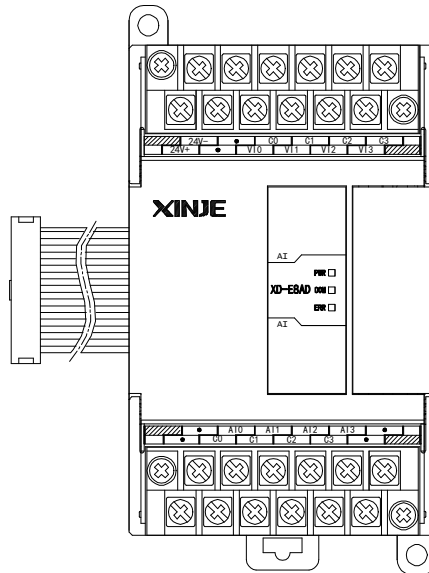 24V- • C0 C1 C2 C3
24V+ • VI0 VI1 VI2 VI3
XINJE
AI
PWR
XD-E8AD COM
ERR
AI
• AI0 AI1 AI2 AI3 •
• C0 C1 C2 C3 •